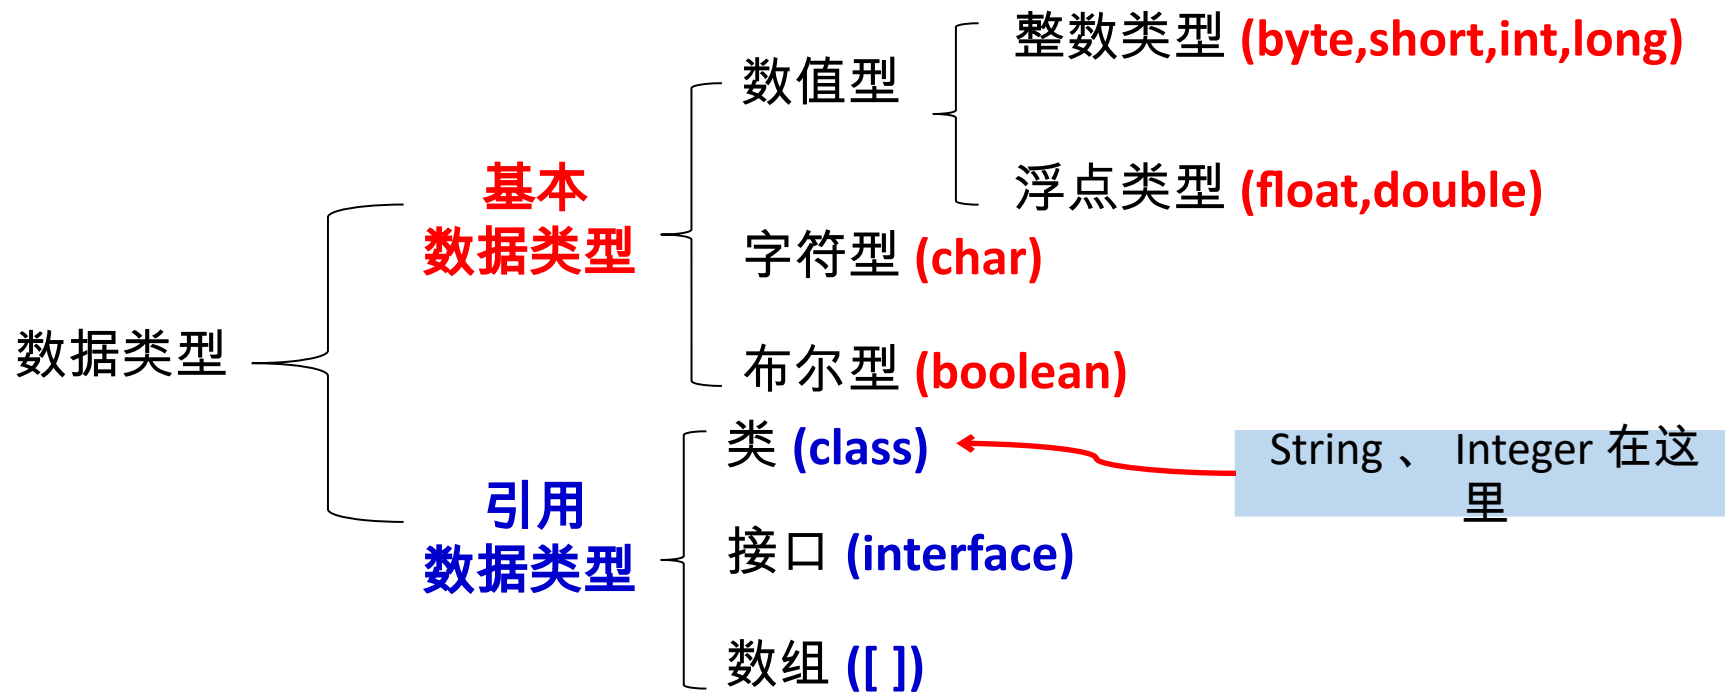 整数类型 (byte,short,int,long)
数值型
浮点类型 (float,double)
基本
数据类型
字符型 (char)
数据类型
布尔型 (boolean)
类 (class)
String 、 Integer 在这
里
引用
数据类型
接口 (interface)
数组 ([ ])